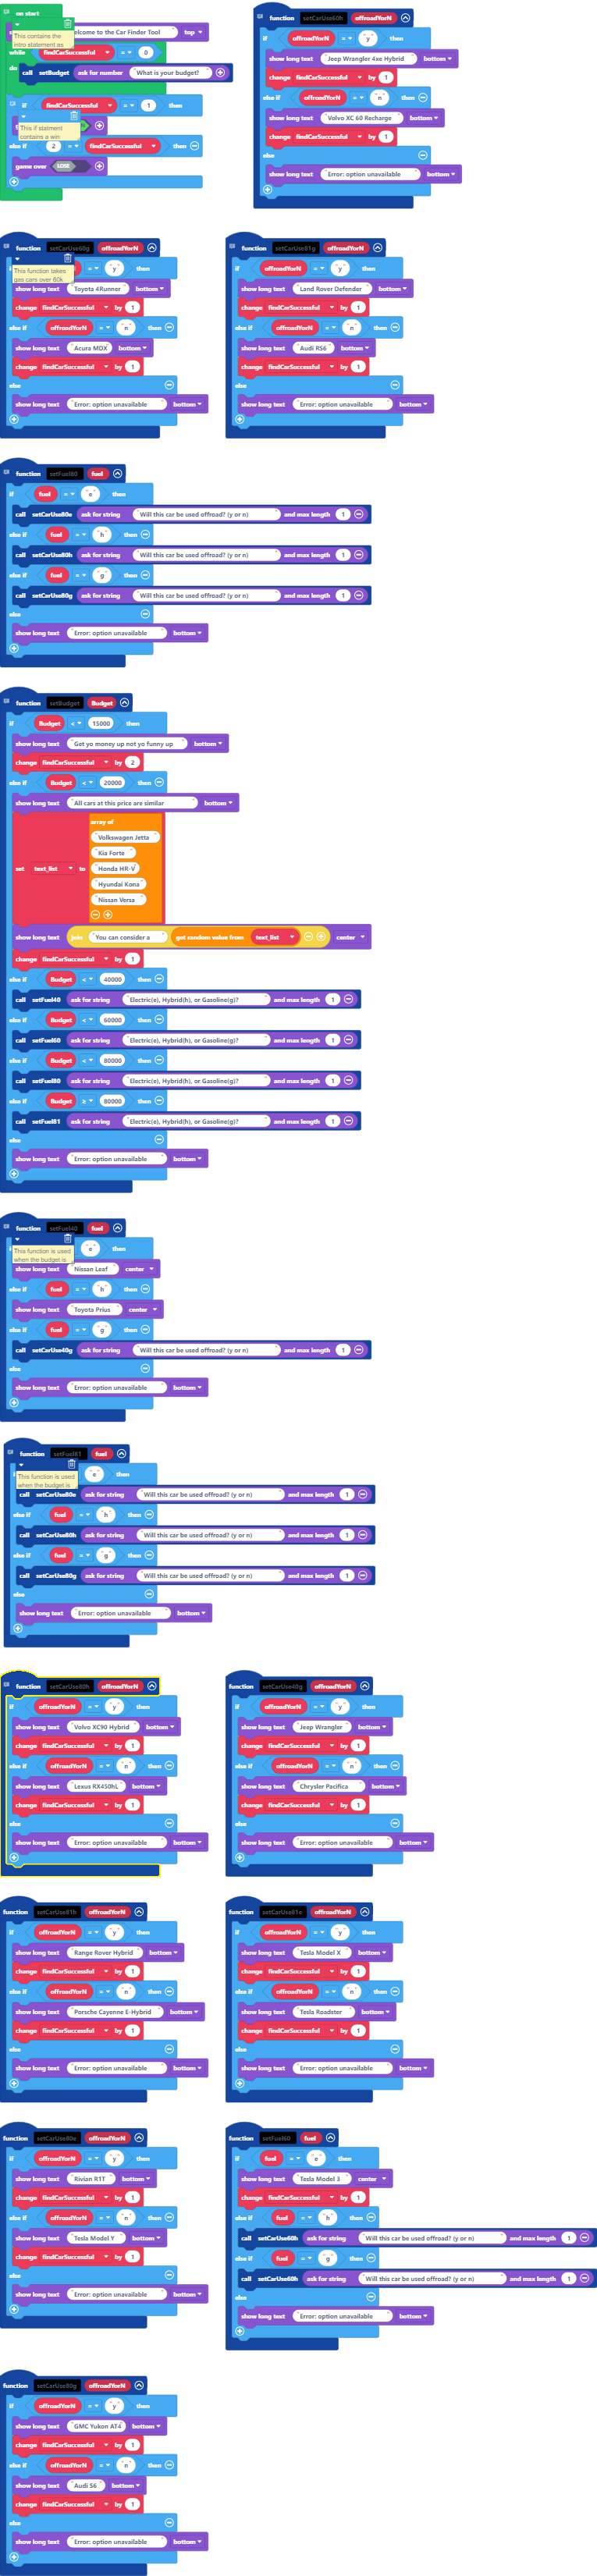 on start
This contains the
intro statement as
elcome to the Car Finder Tool top
while findCarSuccessful = 0
do
call setBudget ask for number What is your budget?
if findCarSuccessful = 1 then
This if statment
contains a win
else if 2 = findCarSuccessful then
game over LOSE
function setCarUse60h offroadYorN
if offroadYorN = y then
show long text Jeep Wrangler 4xe Hybrid bottom
change findCarSuccessful by 1
else if offroadYorN = n then
show long text Volvo XC 60 Recharge bottom
change findCarSuccessful by 1
else
show long text Error: option unavailable bottom
function setCarUse60g offroadYorN
This function takes
gas cars over 60k
= y then
show long text Toyota 4Runner bottom
change findCarSuccessful by 1
else if offroadYorN = n then
show long text Acura MDX bottom
change findCarSuccessful by 1
else
show long text Error: option unavailable bottom
function setCarUse81g offroadYorN
if offroadYorN = y then
show long text Land Rover Defender bottom
change findCarSuccessful by 1
else if offroadYorN = n then
show long text Audi RS6 bottom
change findCarSuccessful by 1
else
show long text Error: option unavailable bottom
function setFuel80 fuel
if fuel = e then
call setCarUse80e ask for string Will this car be used offroad? (y or n) and max length 1
else if fuel = h then
call setCarUse80h ask for string Will this car be used offroad? (y or n) and max length 1
else if fuel = g then
call setCarUse80g ask for string Will this car be used offroad? (y or n) and max length 1
else
show long text Error: option unavailable bottom
function setBudget Budget
if Budget < 15000 then
show long text Get yo money up not yo funny up bottom
change findCarSuccessful by 2
else if Budget < 20000 then
show long text All cars at this price are similar bottom
array of
Volkswagen Jetta
Kia Forte
set text_list to Honda HR-V
Hyundai Kona
Nissan Versa
show long text join You can consider a get random value from text_list center
change findCarSuccessful by 1
else if Budget < 40000 then
call setFuel40 ask for string Electric(e), Hybrid(h), or Gasoline(g)? and max length 1
else if Budget < 60000 then
call setFuel60 ask for string Electric(e), Hybrid(h), or Gasoline(g)? and max length 1
else if Budget < 80000 then
call setFuel80 ask for string Electric(e), Hybrid(h), or Gasoline(g)? and max length 1
else if Budget ≥ 80000 then
call setFuel81 ask for string Electric(e), Hybrid(h), or Gasoline(g)? and max length 1
else
show long text Error: option unavailable bottom
function setFuel40 fuel
This function is used
when the budget is
e then
show long text Nissan Leaf center
else if fuel = h then
show long text Toyota Prius center
else if fuel = g then
call setCarUse40g ask for string Will this car be used offroad? (y or n) and max length 1
else
show long text Error: option unavailable bottom
function setFuel81 fuel
This function is used
when the budget is
e then
call setCarUse80e ask for string Will this car be used offroad? (y or n) and max length 1
else if fuel = h then
call setCarUse80h ask for string Will this car be used offroad? (y or n) and max length 1
else if fuel = g then
call setCarUse80g ask for string Will this car be used offroad? (y or n) and max length 1
else
show long text Error: option unavailable bottom
function setCarUse80h offroadYorN
if offroadYorN = y then
show long text Volvo XC90 Hybrid bottom
change findCarSuccessful by 1
else if offroadYorN = n then
show long text Lexus RX450hL bottom
change findCarSuccessful by 1
else
show long text Error: option unavailable bottom
function setCarUse40g offroadYorN
if offroadYorN = y then
show long text Jeep Wrangler bottom
change findCarSuccessful by 1
else if offroadYorN = n then
show long text Chrysler Pacifica bottom
change findCarSuccessful by 1
else
show long text Error: option unavailable bottom
function setCarUse81h offroadYorN
if offroadYorN = y then
show long text Range Rover Hybrid bottom
change findCarSuccessful by 1
else if offroadYorN = n then
show long text Porsche Cayenne E-Hybrid bottom
change findCarSuccessful by 1
else
show long text Error: option unavailable bottom
function setCarUse81e offroadYorN
if offroadYorN = y then
show long text Tesla Model X bottom
change findCarSuccessful by 1
else if offroadYorN = n then
show long text Tesla Roadster bottom
change findCarSuccessful by 1
else
show long text Error: option unavailable bottom
function setCarUse80e offroadYorN
if offroadYorN = y then
show long text Rivian R1T bottom
change findCarSuccessful by 1
else if offroadYorN = n then
show long text Tesla Model Y bottom
change findCarSuccessful by 1
else
show long text Error: option unavailable bottom
function setFuel60 fuel
if fuel = e then
show long text Tesla Model 3 center
change findCarSuccessful by 1
else if fuel = h then
call setCarUse60h ask for string Will this car be used offroad? (y or n) and max length 1
else if fuel = g then
call setCarUse60h ask for string Will this car be used offroad? (y or n) and max length 1
else
show long text Error: option unavailable bottom
function setCarUse80g offroadYorN
if offroadYorN = y then
show long text GMC Yukon AT4 bottom
change findCarSuccessful by 1
else if offroadYorN = n then
show long text Audi S6 bottom
change findCarSuccessful by 1
else
show long text Error: option unavailable bottom